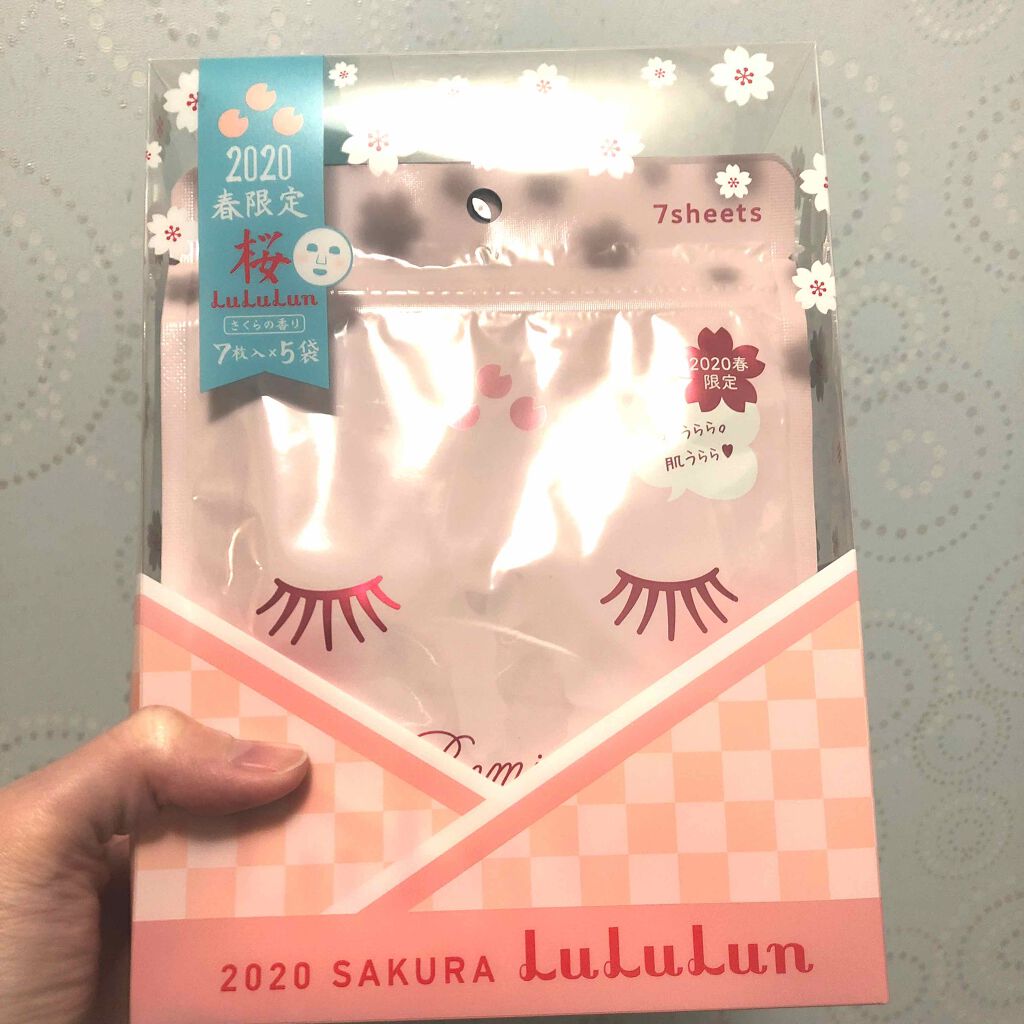 2020
春限定
桜
LuLuLun
さくらの香り
7枚入×5袋
7sheets
2020春
限定
うらら。
肌うらら♥
2020 SAKURA LuLuLun